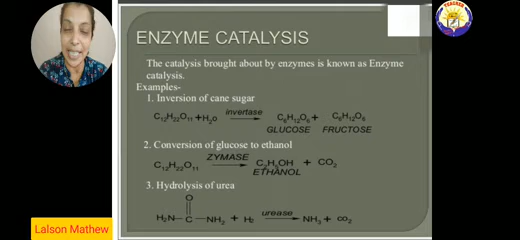 ENZYME CATALYSIS
The catalysis brought about by enzymes is known as Enzyme
catalysis.
Examples-
1. Inversion of cane sugar
C₁₂H₂₂O₁₁ + H₂o invertase C₆H₁₂O₆ + C₆H₁₂O₆
GLUCOSE FRUCTOSE
2. Conversion of glucose to ethanol
C₁₂H₂₂O₁₁ ZYMASE C₂H₅OH + CO₂
ETHANOL
3. Hydrolysis of urea
O
H₂N C NH₂ + H₂ urease NH₃ + co₂
Lalson Mathew